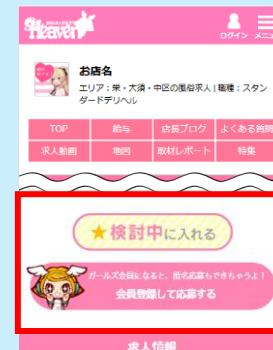 Heaven
ログイン
メニュー
お店名
エリア：栄・大須・中区の風俗求人 | 職種：スタン
ダードデリヘル
TOP
給与
店長ブログ
よくある質問
求人動画
地図
取材レポート
特集
★検討中に入れる
ガールズ会員になると、匿名応募もできちゃうよ！
会員登録して応募する
求人情報